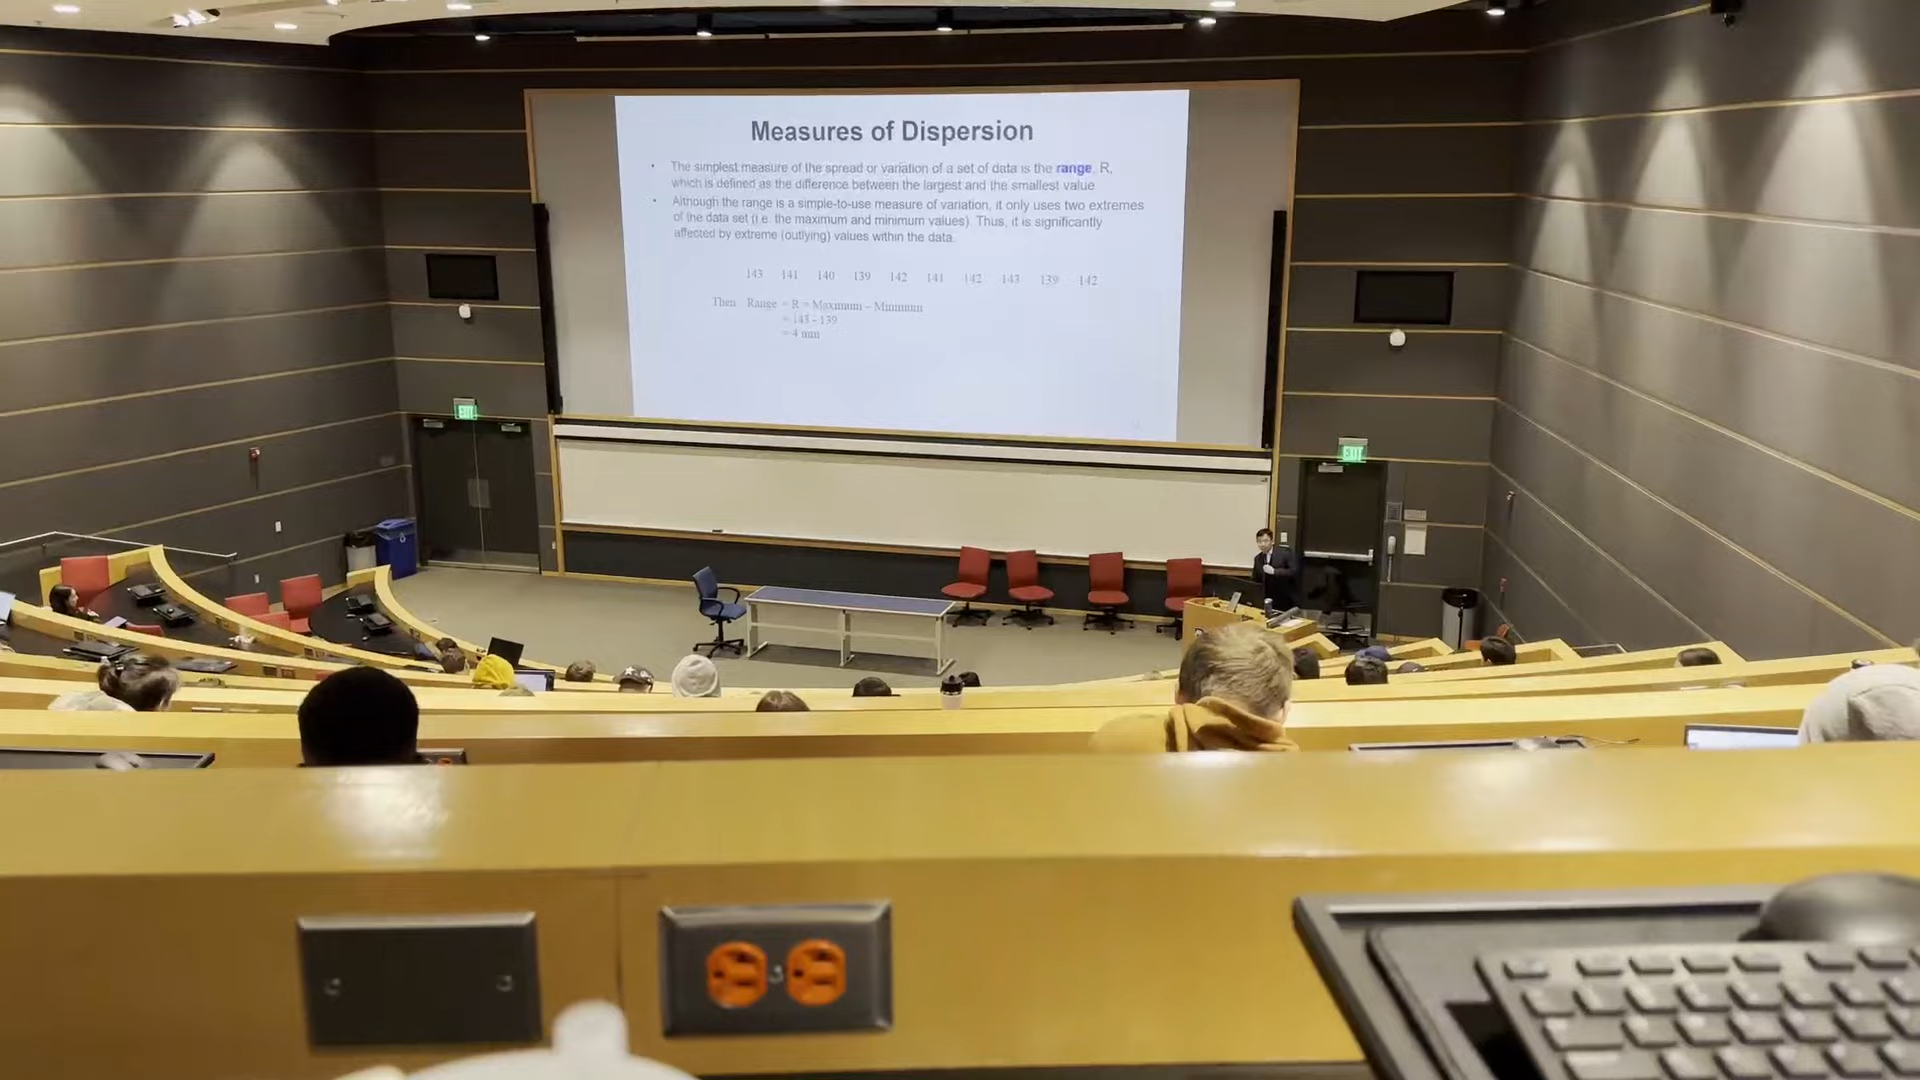 Measures of Dispersion
• The simplest measure of the spread or variation of a set of data is the range, R,
which is defined as the difference between the largest and the smallest value
• Although the range is a simple-to-use measure of variation, it only uses two extremes
of the data set (i.e. the maximum and minimum values). Thus, it is significantly
affected by extreme (outlying) values within the data.
143 141 140 139 142 141 142 143 139 142
Then Range = R = Maximum – Minimum
= 143 - 139
= 4 mm
EXIT
EXIT